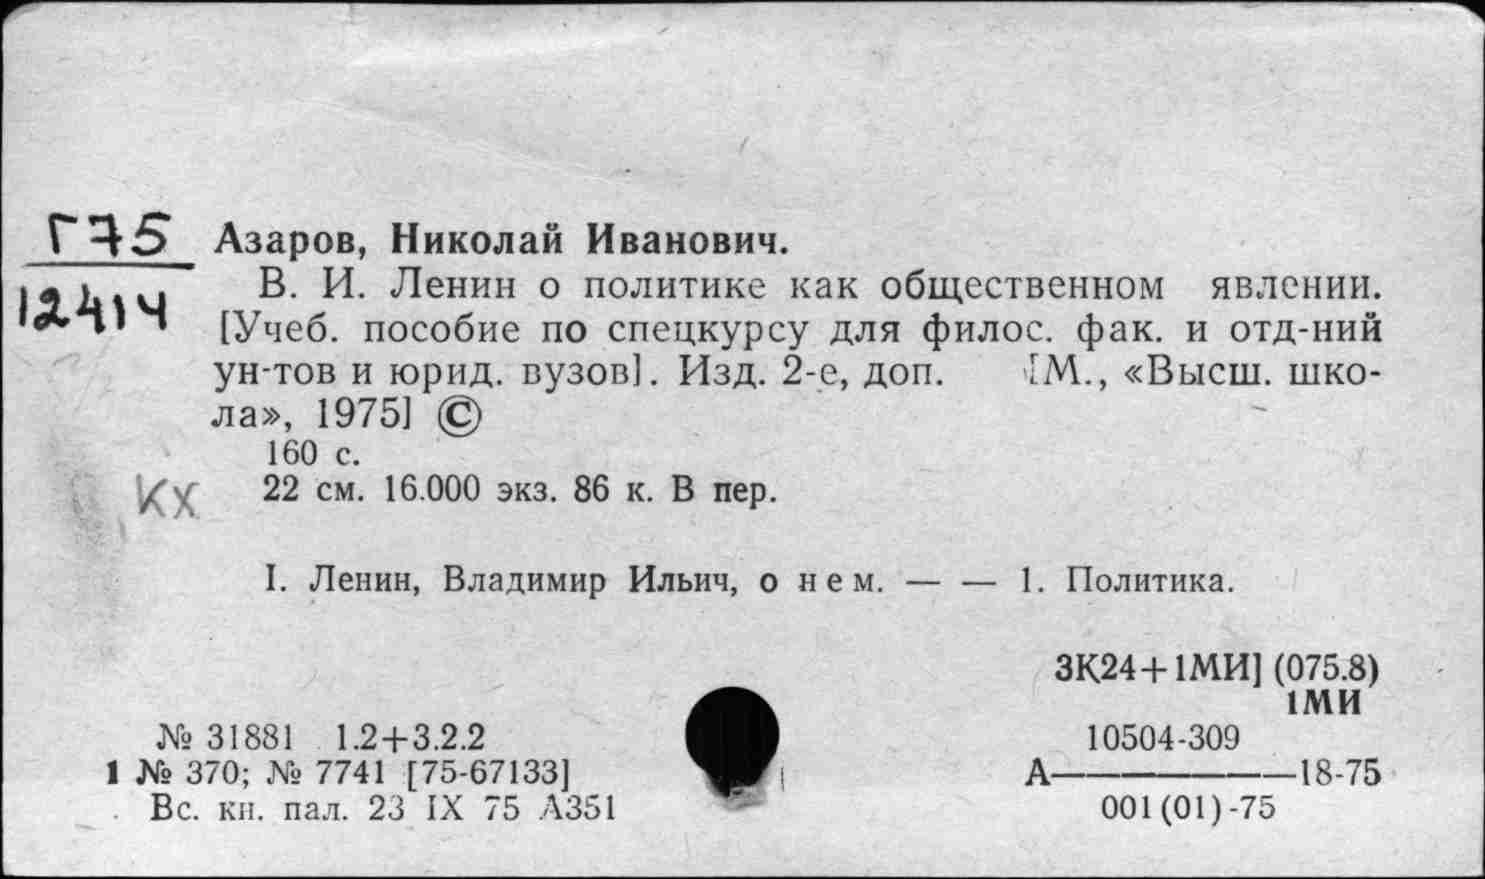 Г75
12414
Азаров, Николай Иванович.
В. И. Ленин о политике как общественном явлении.
[Учеб. пособие по спецкурсу для филос. фак. и отд-ний
ун-тов и юрид. вузов]. Изд. 2-е, доп. [М., «Высш. шко-
ла», 1975] ©
160 с.
22 см. 16.000 экз. 86 к. В пер.
КХ
I. Ленин, Владимир Ильич, о нем. — — 1. Политика.
3К24+1МИ] (075.8)
1МИ
№ 31881 1.2+3.2.2
1 № 370; № 7741 [75-67133]
Вс. кн. пал. 23 IX 75 А351
10504-309
А——18-75
001(01)-75